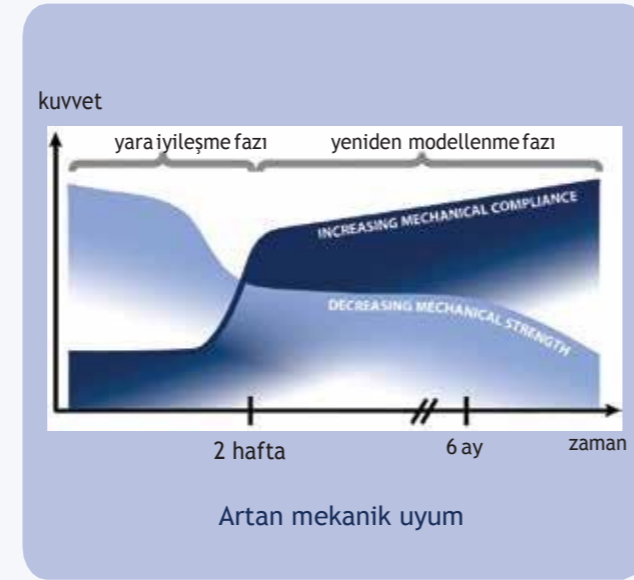 kuvvet
yara iyileşme fazı
yeniden modellenme fazı
INCREASING MECHANICAL COMPLIANCE
DECREASING MECHANICAL STRENGTH
2 hafta
6 ay
zaman
Artan mekanik uyum